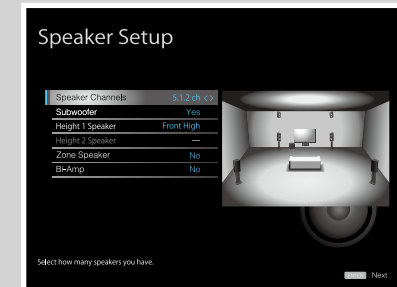 Speaker Setup
Speaker Channels 5.1.2 ch < >
Subwoofer Yes
Height 1 Speaker Front High
Height 2 Speaker —
Zone Speaker No
Bi-Amp No
Select how many speakers you have.
ENTER Next